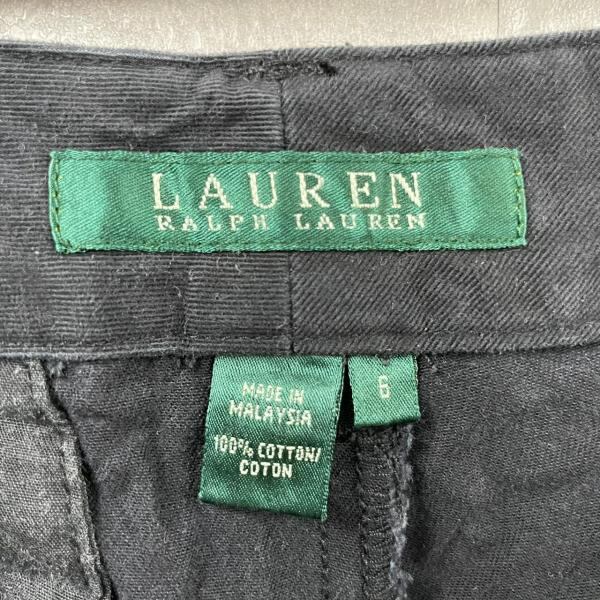 LAUREN
RALPH LAUREN
MADE IN
MALAYSIA
100% COTTON/
COTON
6